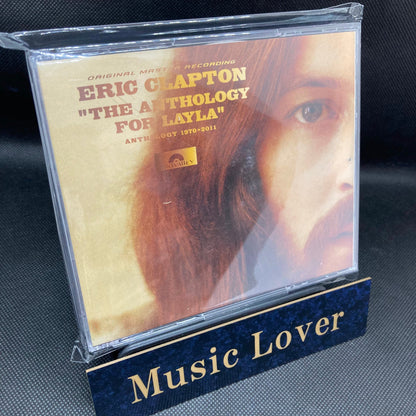 ORIGINAL MASTER RECORDING
ERIC CLAPTON
"THE ANTHOLOGY
FOR LAYLA"
ANTHOLOGY 1970-2011
Music Lover